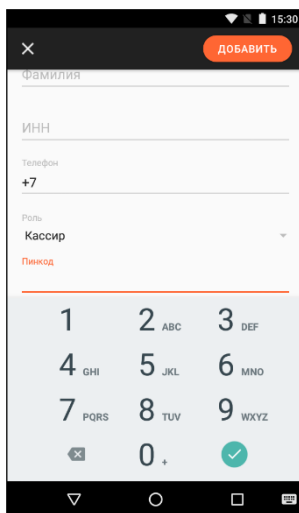 15:30
ДОБАВИТЬ
Фамилия
ИНН
Телефон
+7
Роль
Кассир
Пинкод
1 2 ABC 3 DEF
4 GHI 5 JKL 6 MNO
7 PQRS 8 TUV 9 WXYZ
0 +